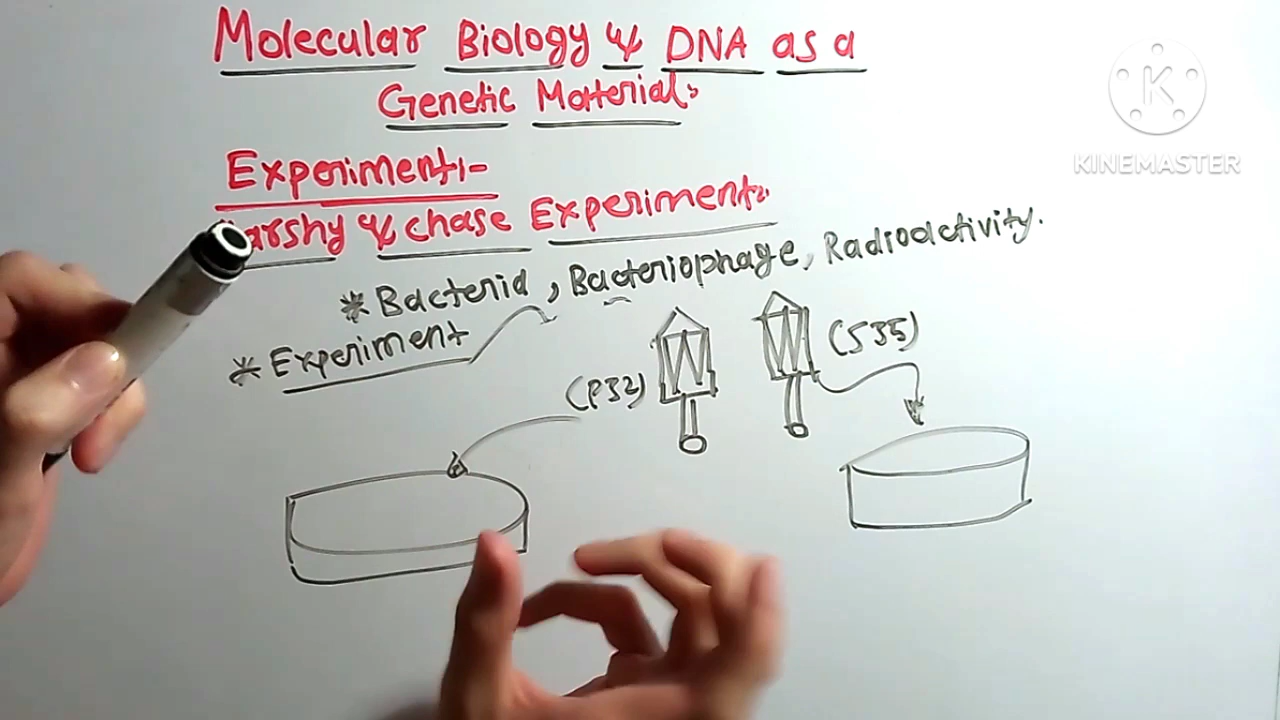 Molecular Biology & DNA as a
Genetic Material:
Experiment:-
arshy & chase Experiment:
* Bacteria, Bacteriophage, Radioactivity.
* Experiment
(P32)
(S35)
K
KINEMASTER